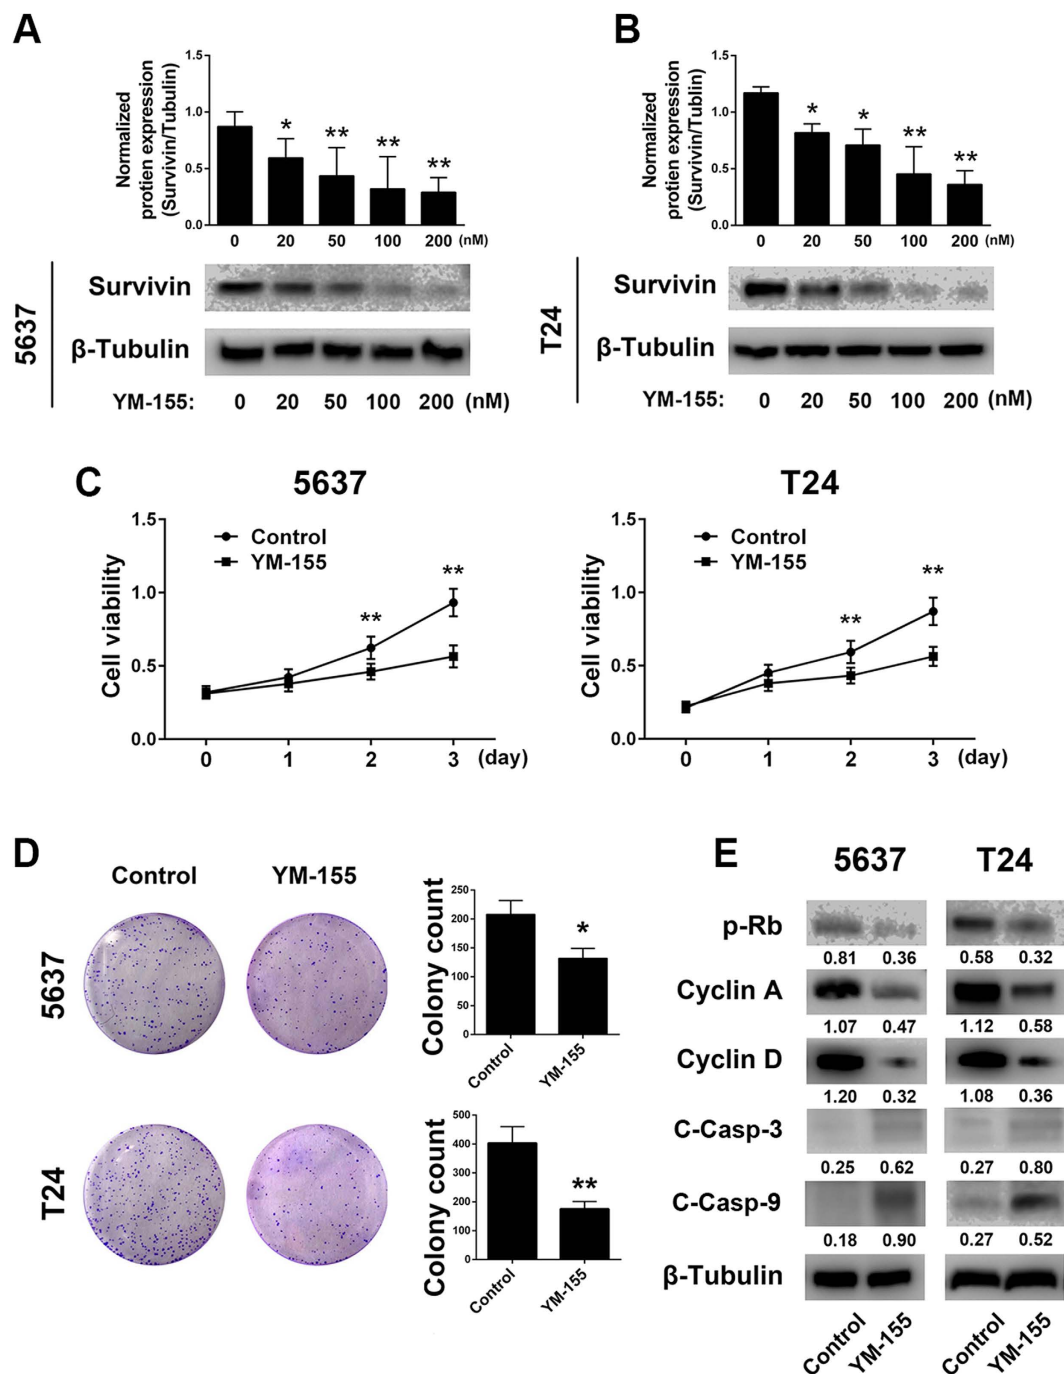 A
Normalized
protien expression
(Survivin/Tubulin)
1.5
1.0
0.5
0.0
* ** ** **
0 20 50 100 200 (nM)
5637
Survivin
β-Tubulin
YM-155: 0 20 50 100 200 (nM)
B
Normalized
protien expression
(Survivin/Tublin)
1.5
1.0
0.5
0.0
* * ** **
0 20 50 100 200 (nM)
T24
Survivin
β-Tubulin
YM-155: 0 20 50 100 200 (nM)
C
5637
Cell viability
1.5
1.0
0.5
0.0
Control
YM-155
** **
0 1 2 3 (day)
T24
Cell viability
1.5
1.0
0.5
0.0
Control
YM-155
** **
0 1 2 3 (day)
D
Control YM-155
5637
Colony count
250
200
150
100
50
0
*
Control YM-155
T24
Colony count
500
400
300
200
100
0
**
Control YM-155
E
5637 T24
p-Rb
0.81 0.36 0.58 0.32
Cyclin A
1.07 0.47 1.12 0.58
Cyclin D
1.20 0.32 1.08 0.36
C-Casp-3
0.25 0.62 0.27 0.80
C-Casp-9
0.18 0.90 0.27 0.52
β-Tubulin
Control YM-155 Control YM-155